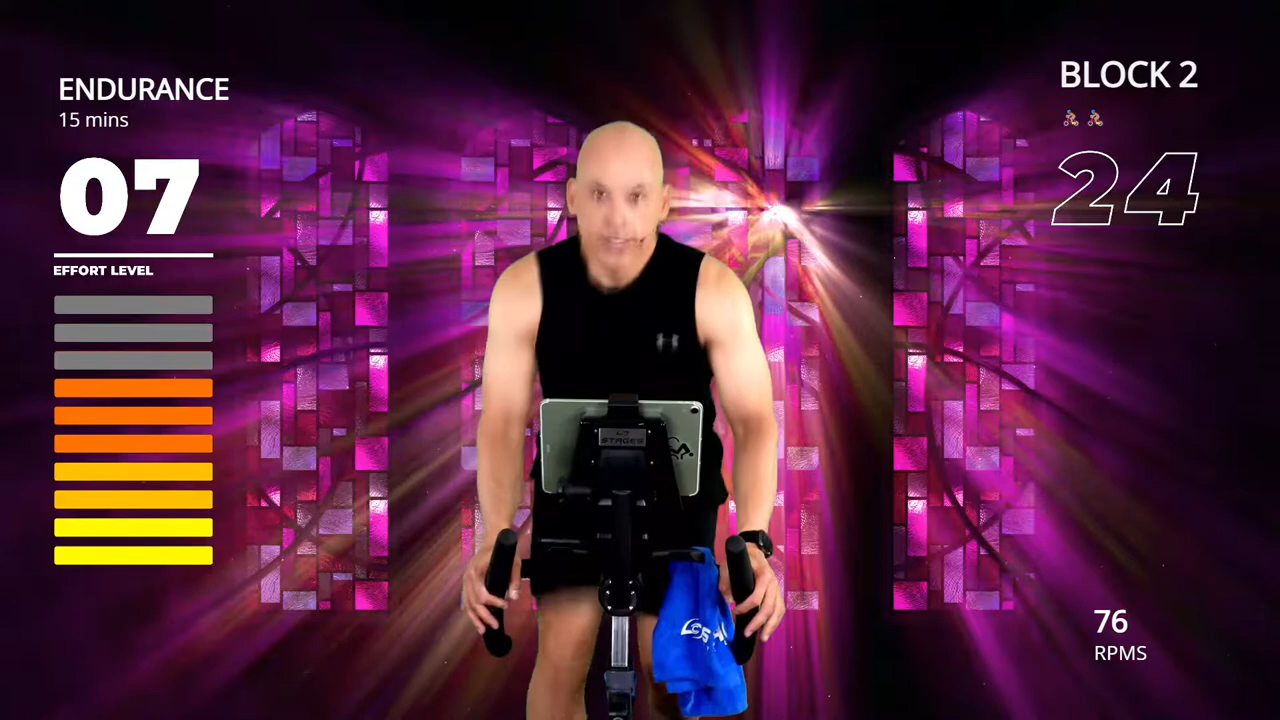 ENDURANCE
15 mins
07
EFFORT LEVEL
BLOCK 2
24
STAGES
76
RPMS